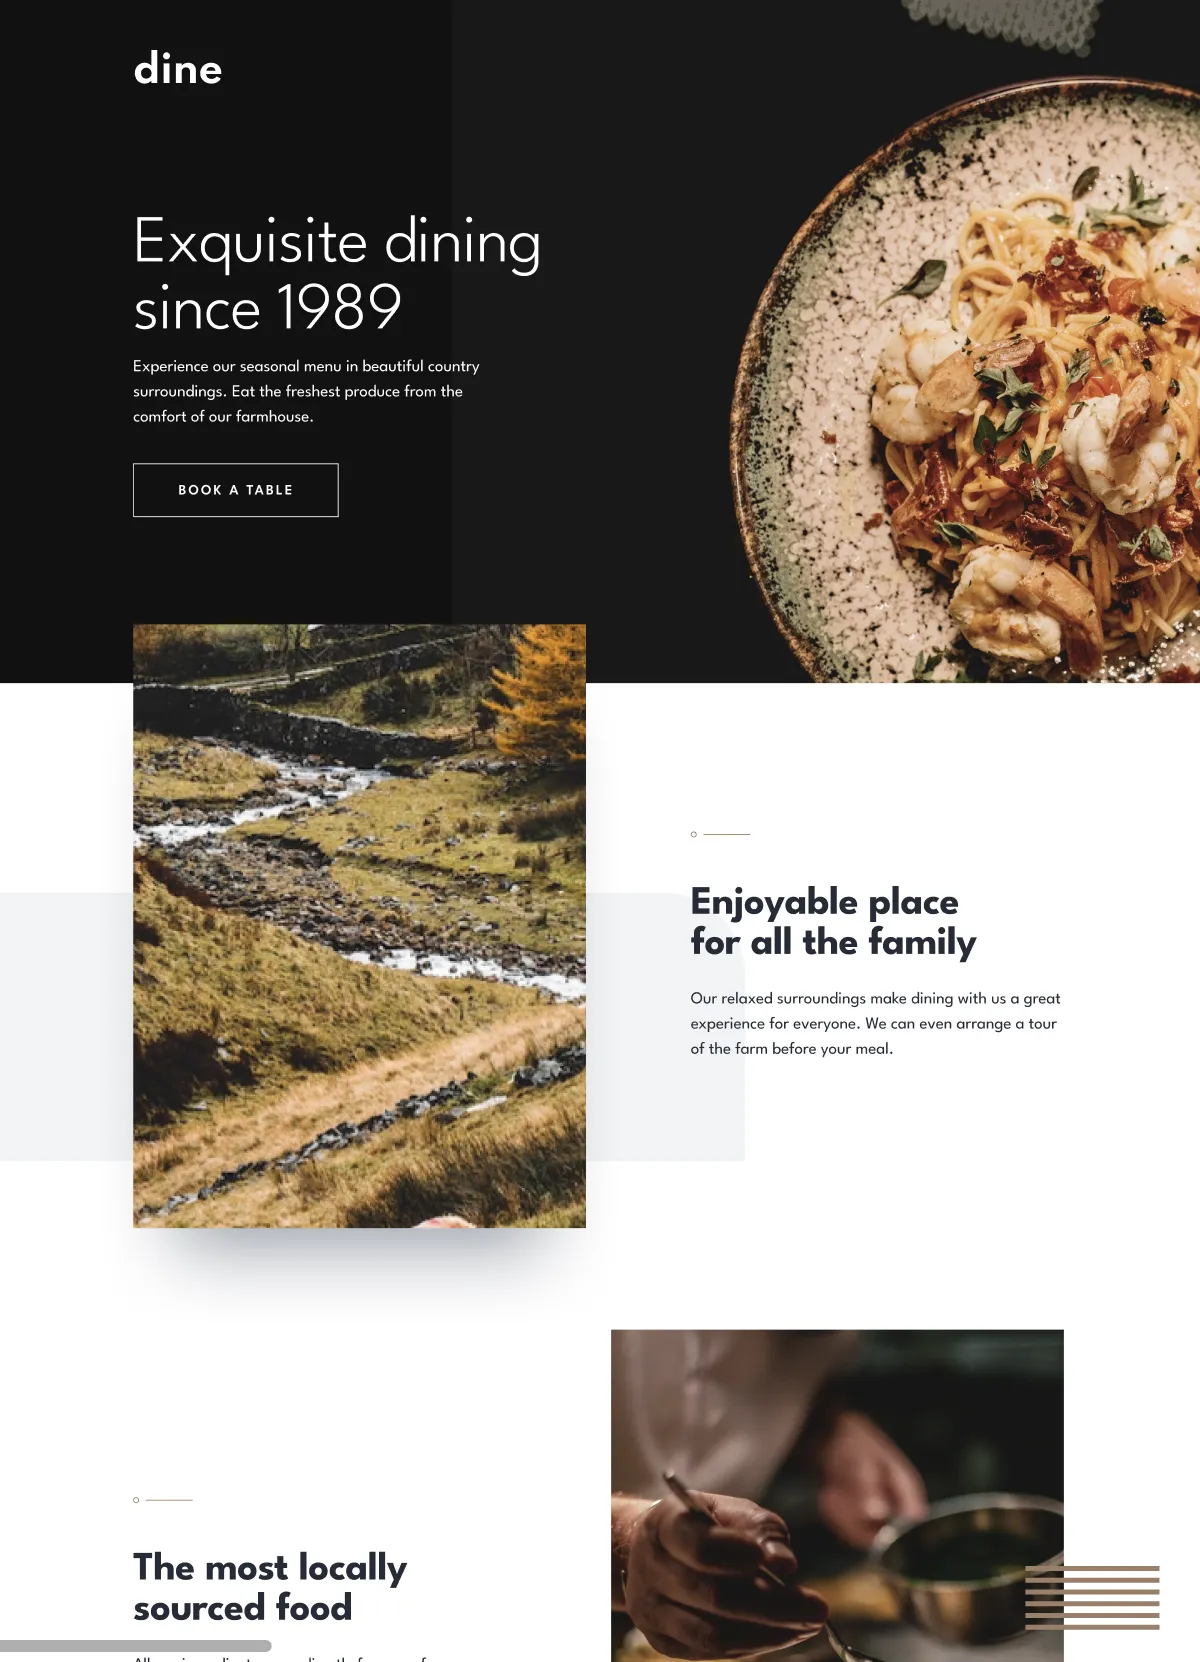 dine
Exquisite dining
since 1989
Experience our seasonal menu in beautiful country
surroundings. Eat the freshest produce from the
comfort of our farmhouse.
BOOK A TABLE
Enjoyable place
for all the family
Our relaxed surroundings make dining with us a great
experience for everyone. We can even arrange a tour
of the farm before your meal.
The most locally
sourced food